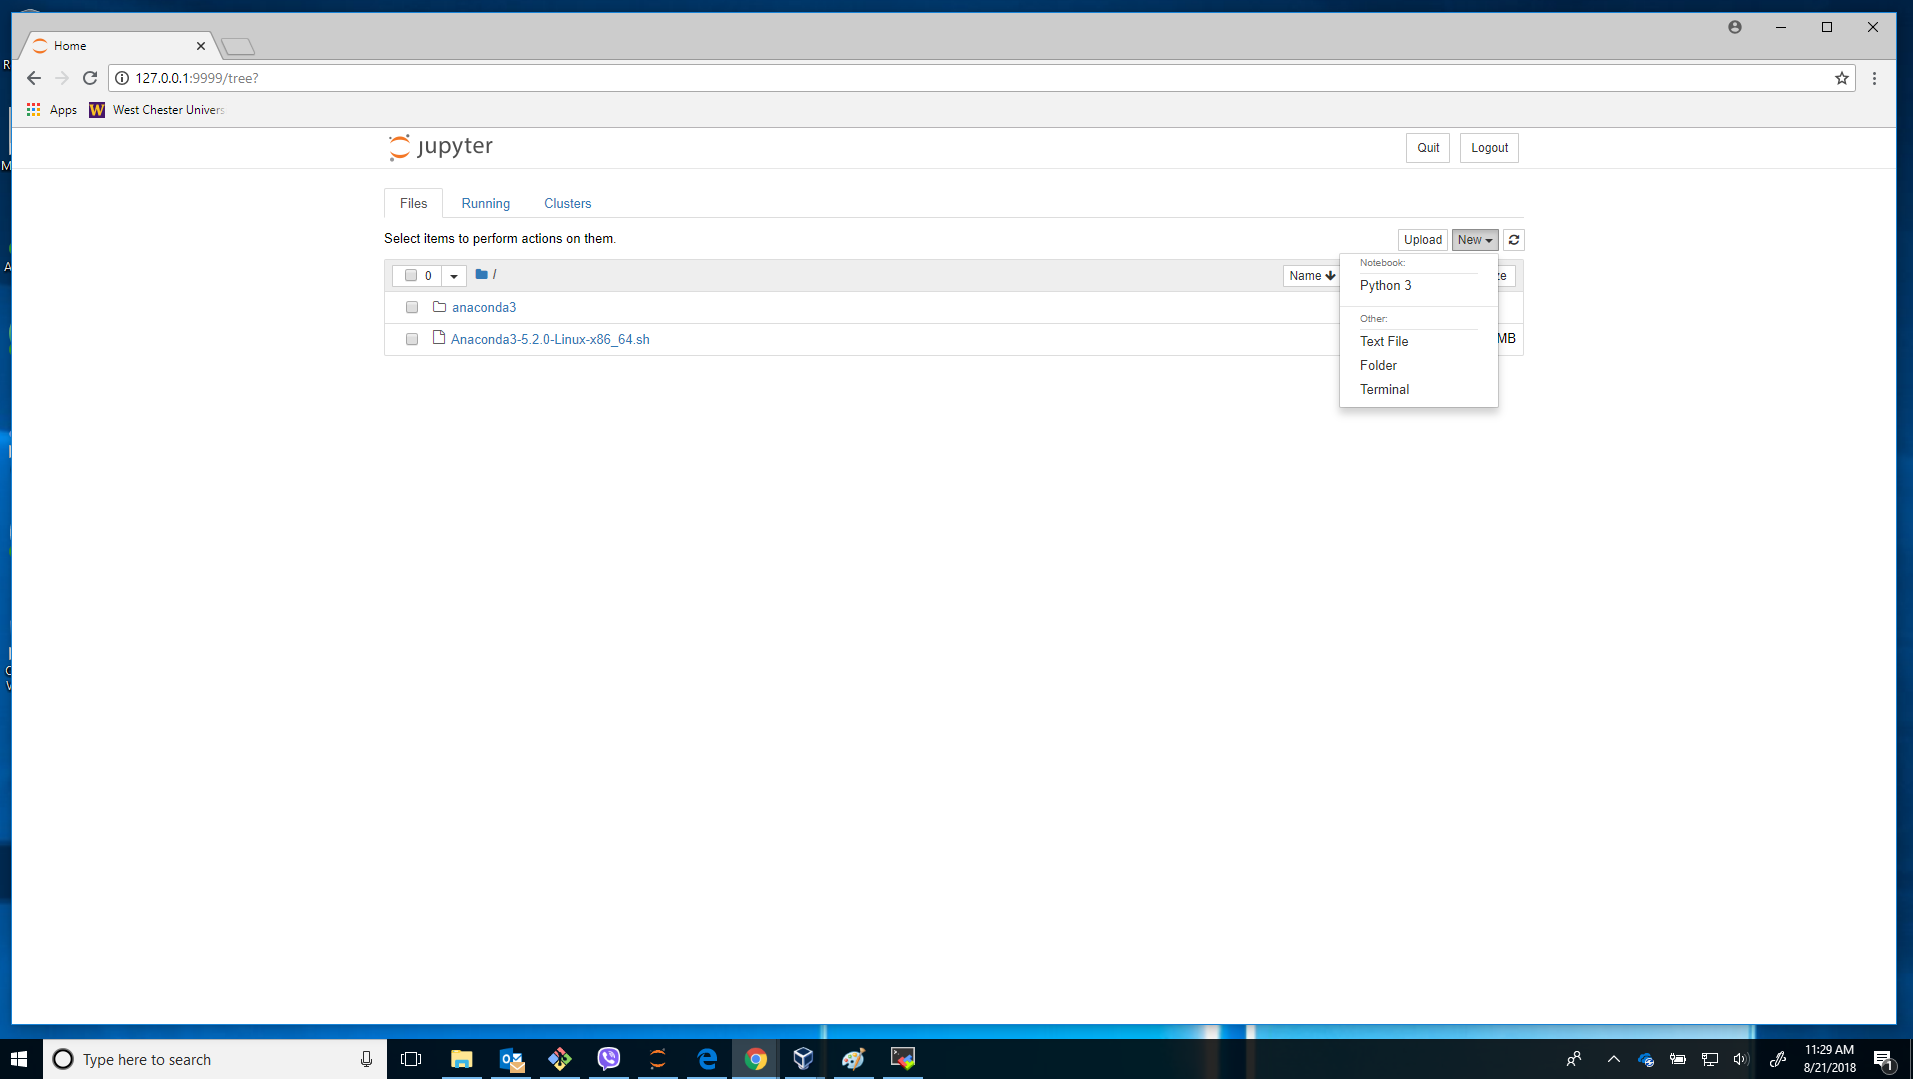 Home
127.0.0.1:9999/tree?
Apps
West Chester Univers
jupyter
Quit
Logout
Files
Running
Clusters
Select items to perform actions on them.
Upload
New
0
/
Name
ze
Notebook:
Python 3
anaconda3
Other:
Anaconda3-5.2.0-Linux-x86_64.sh
MB
Text File
Folder
Terminal
Type here to search
11:29 AM
8/21/2018
1